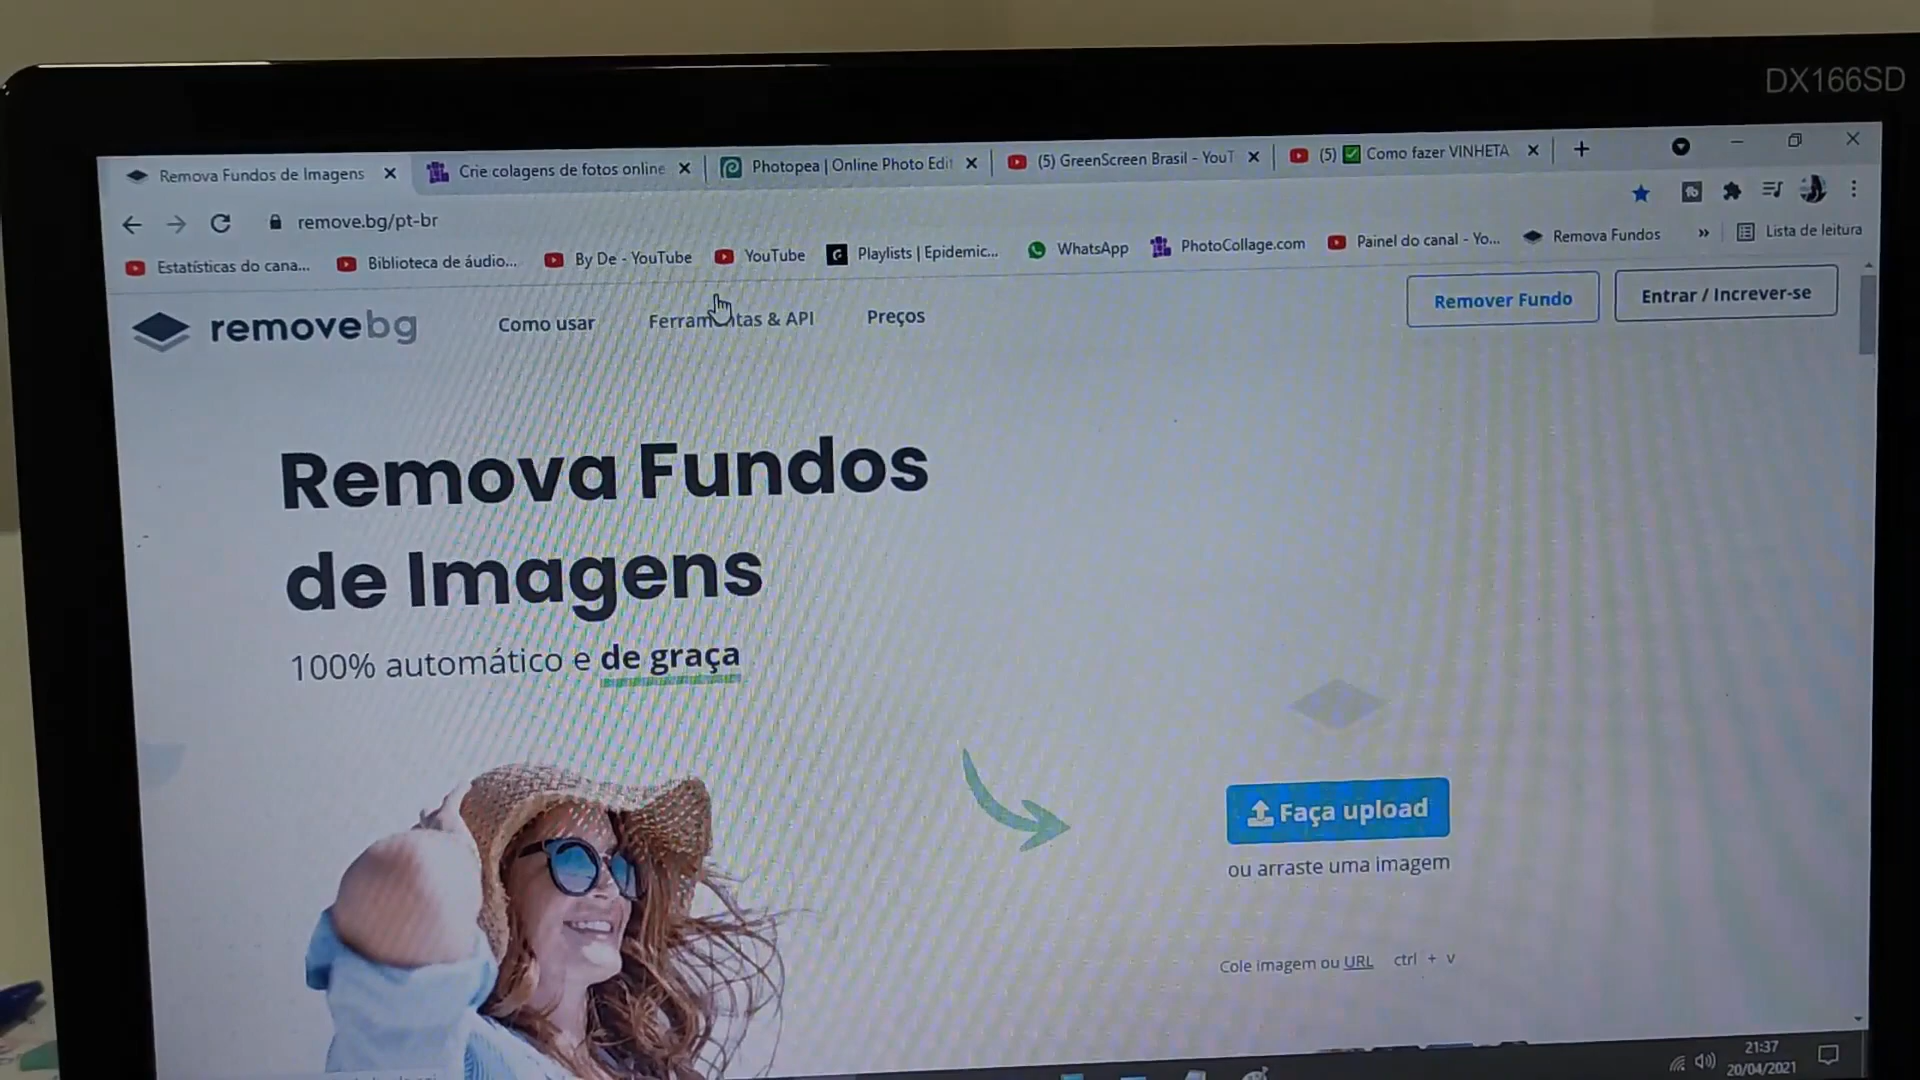 DX166SD
Remova Fundos de Imagens
Crie colagens de fotos online
Photopea | Online Photo Edit
(5) GreenScreen Brasil - YouT
(5) ✅ Como fazer VINHETA
remove.bg/pt-br
Estatísticas do cana...
Biblioteca de áudio...
By De - YouTube
YouTube
Playlists | Epidemic...
WhatsApp
PhotoCollage.com
Painel do canal - Yo...
Remova Fundos
»
Lista de leitura
removebg
Como usar
Ferramentas & API
Preços
Remover Fundo
Entrar / Increver-se
Remova Fundos
de Imagens
100% automático e de graça
Faça upload
ou arraste uma imagem
Cole imagem ou URL ctrl + v
21:37
20/04/2021